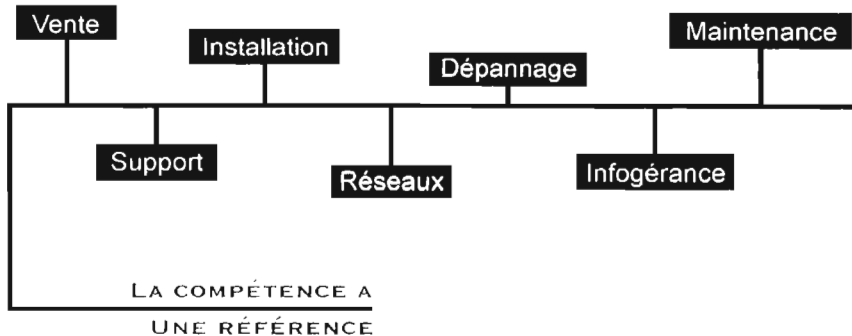 Vente
Installation
Dépannage
Maintenance
Support
Réseaux
Infogérance
LA COMPÉTENCE A
UNE RÉFÉRENCE